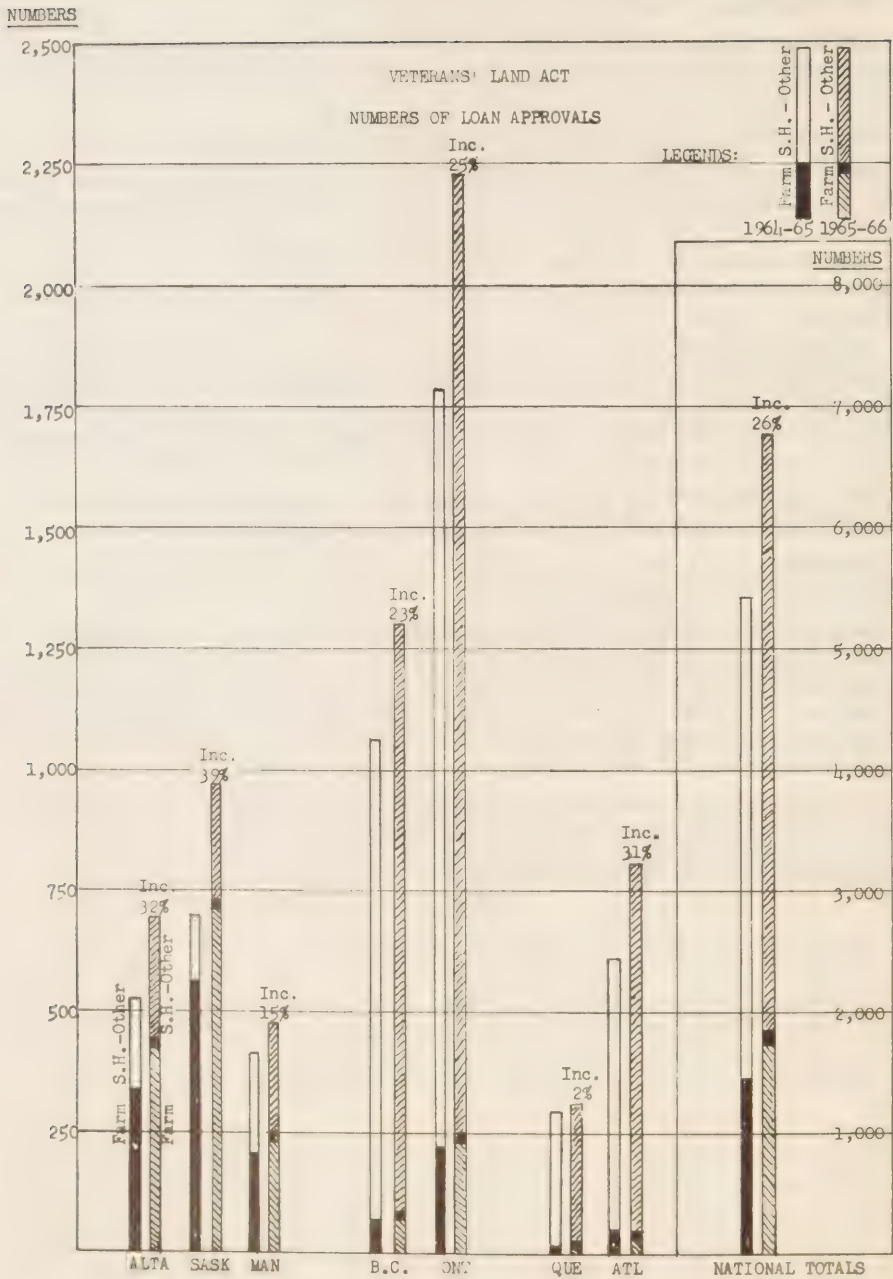 NUMBERS
2,500
VETERANS' LAND ACT
NUMBERS OF LOAN APPROVALS
LEGENDS:
Farm S.H.-Other
Farm S.H.-Other
1964-65 1965-66
NUMBERS
2,250
2,000
1,750
1,500
1,250
1,000
750
500
250
8,000
7,000
6,000
5,000
4,000
3,000
2,000
1,000
Farm S.H.-Other
Inc.
32%
Farm S.H.-Other
Inc.
39%
Inc.
15%
Inc.
23%
Inc.
25%
Inc.
2%
Inc.
31%
Inc.
26%
ALTA SASK MAN B.C. ONT QUE ATL NATIONAL TOTALS